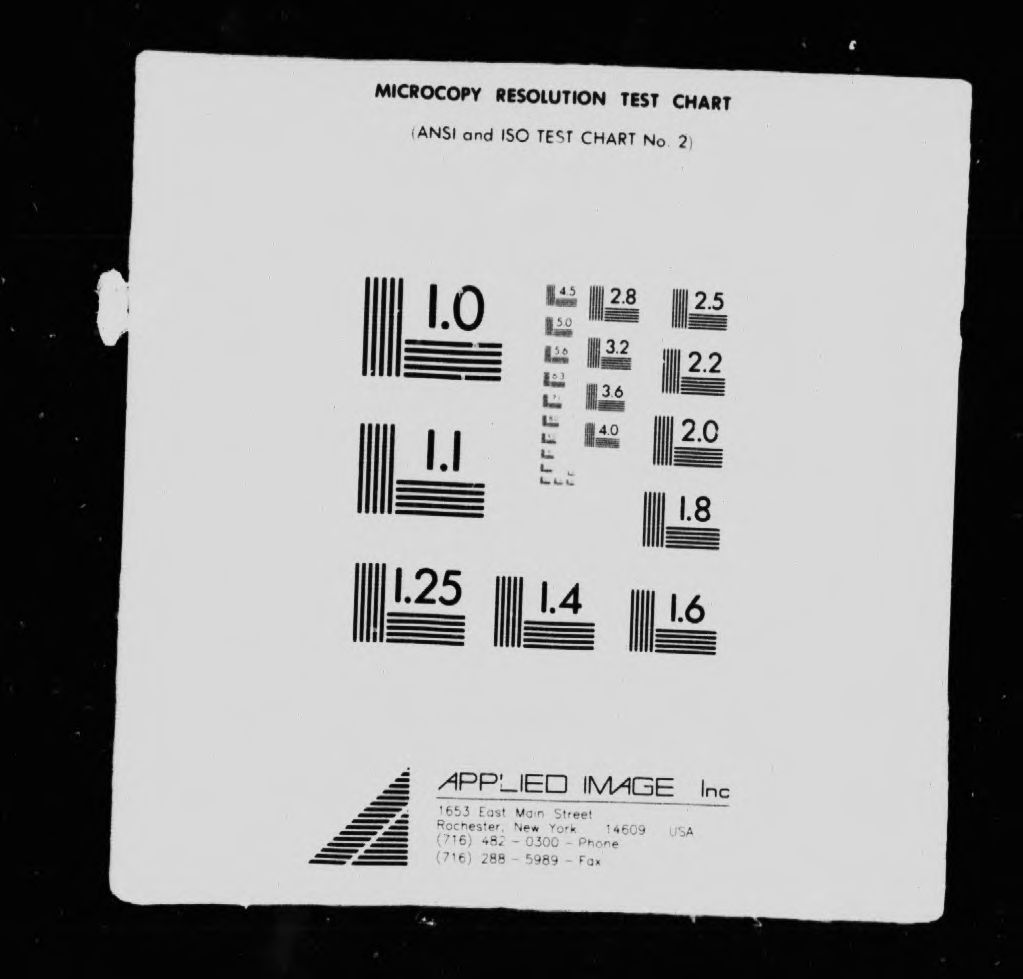 MICROCOPY RESOLUTION TEST CHART
(ANSI and ISO TEST CHART No. 2)
1.0
1.1
1.25
1.4
1.6
4.5
5.0
5.6
6.3
2.8
3.2
3.6
4.0
2.5
2.2
2.0
1.8
APPLIED IMAGE Inc
1653 East Main Street
Rochester, New York 14609 USA
(716) 482 - 0300 - Phone
(716) 288 - 5989 - Fax